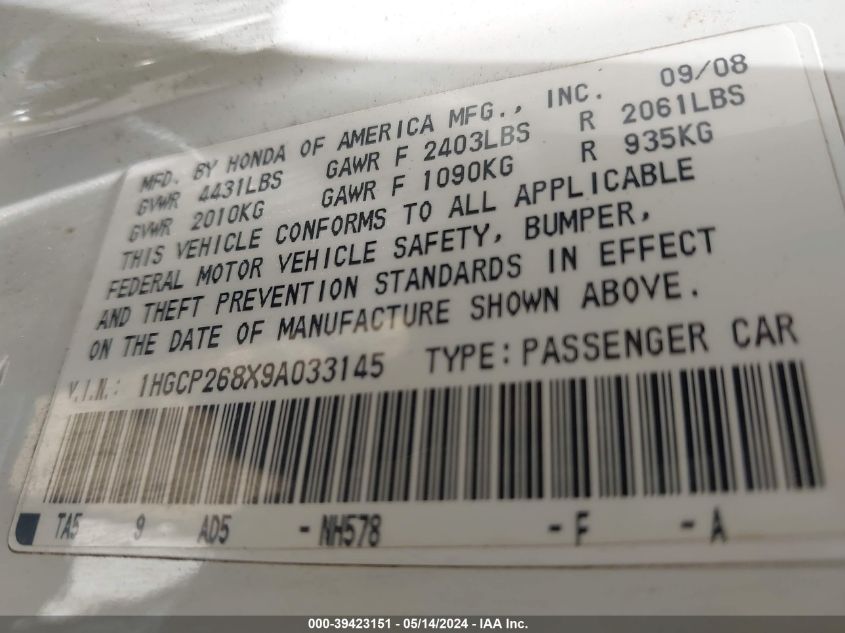 MFD. BY HONDA OF AMERICA MFG., INC. 09/08
GVWR 4431LBS GAWR F 2403LBS R 2061LBS
GVWR 2010KG GAWR F 1090KG R 935KG
THIS VEHICLE CONFORMS TO ALL APPLICABLE
FEDERAL MOTOR VEHICLE SAFETY, BUMPER,
AND THEFT PREVENTION STANDARDS IN EFFECT
ON THE DATE OF MANUFACTURE SHOWN ABOVE.
V.I.N.: 1HGCP268X9A033145 TYPE: PASSENGER CAR
TA5 9 AD5 -NH578 -F -A
000-39423151 - 05/14/2024 - IAA Inc.